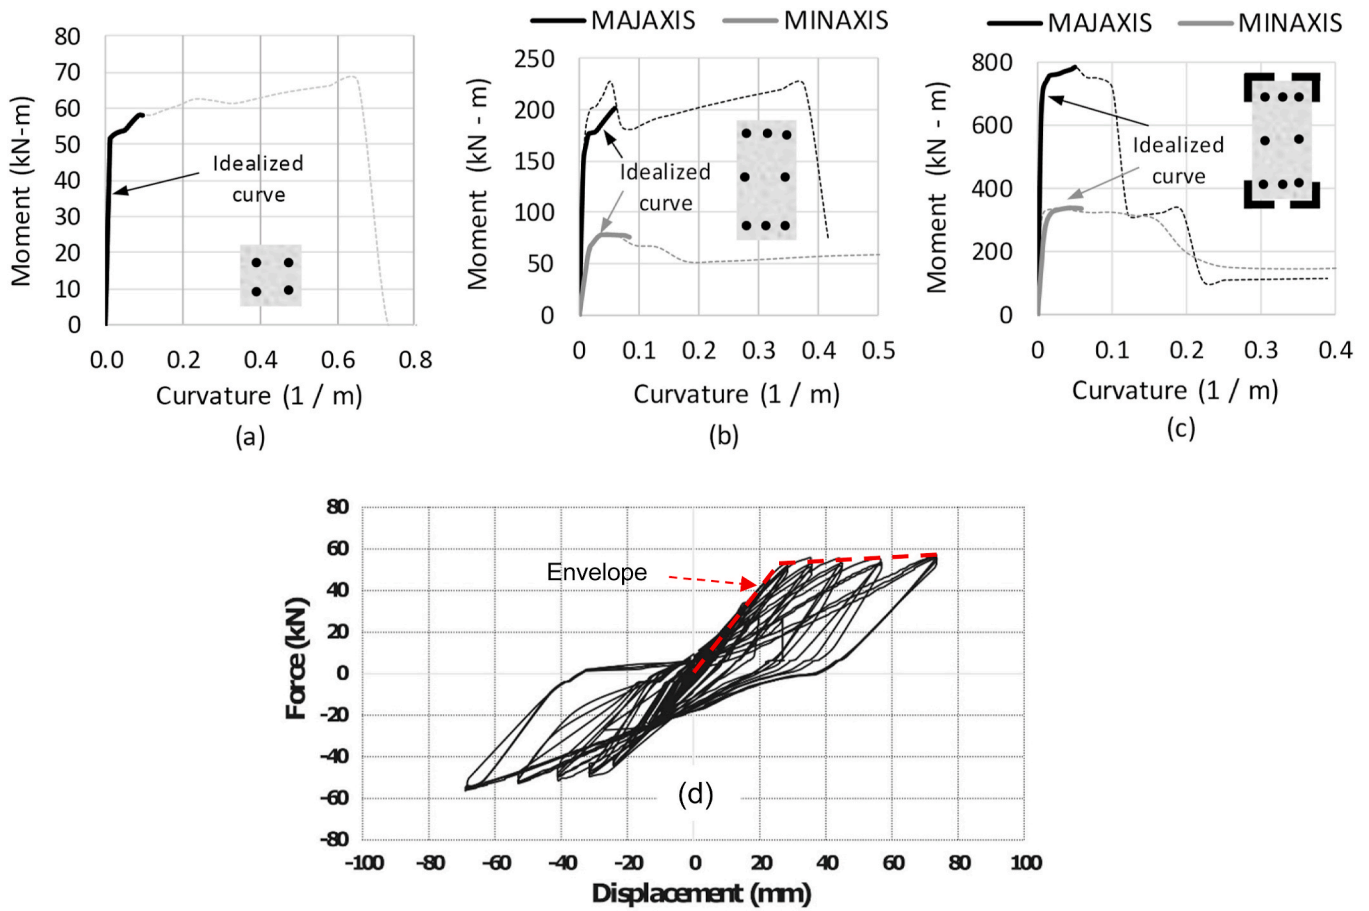 80
70
60
50
40
30
20
10
0
Moment (kN-m)
Idealized
curve
0.0 0.2 0.4 0.6 0.8
Curvature (1 / m)
(a)
MAJAXIS MINAXIS
250
200
150
100
50
0
Moment (kN - m)
Idealized
curve
0 0.1 0.2 0.3 0.4 0.5
Curvature (1 / m)
(b)
MAJAXIS MINAXIS
800
600
400
200
0
Moment (kN - m)
Idealized
curve
0 0.1 0.2 0.3 0.4
Curvature (1 / m)
(c)
80
60
40
20
0
-20
-40
-60
-80
Force (kN)
Envelope
(d)
-100 -80 -60 -40 -20 0 20 40 60 80 100
Displacement (mm)